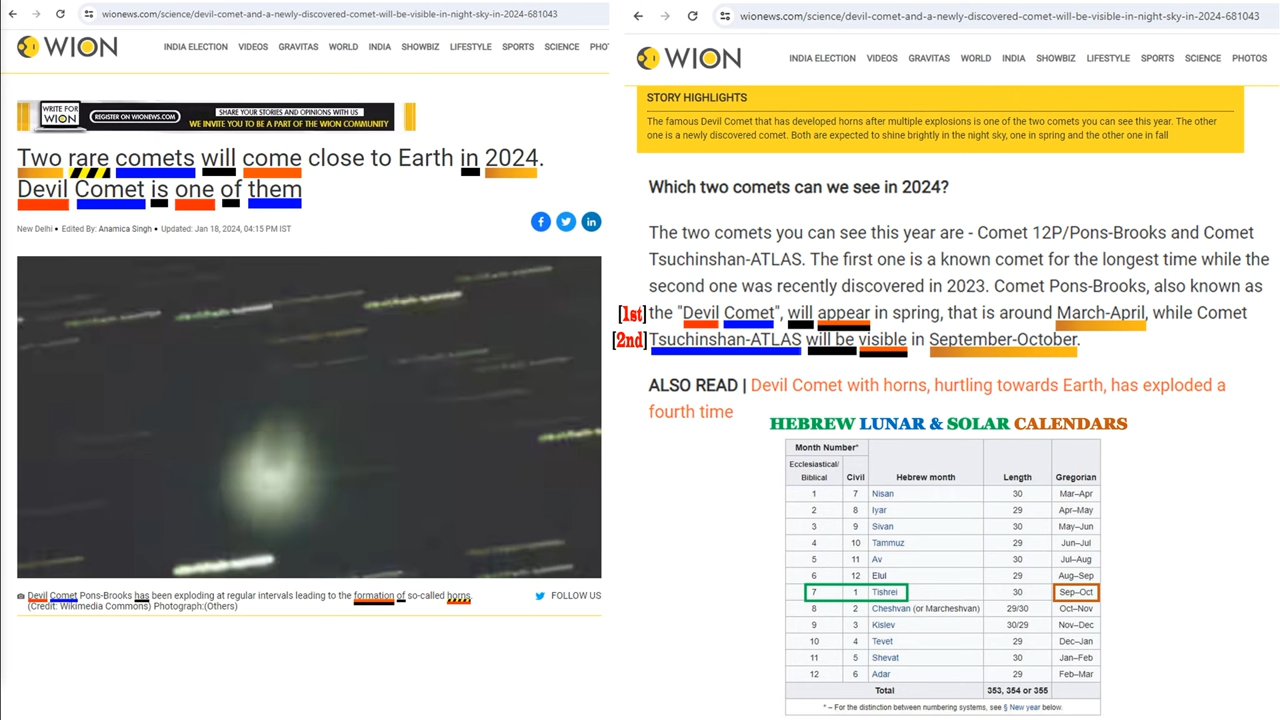 wionews.com/science/devil-comet-and-a-newly-discovered-comet-will-be-visible-in-night-sky-in-2024-681043
WION
INDIA ELECTION VIDEOS GRAVITAS WORLD INDIA SHOWBIZ LIFESTYLE SPORTS SCIENCE PHOT
WRITE FOR
WION
REGISTER ON WIONEWS.COM
SHARE YOUR STORIES AND OPINIONS WITH US
WE INVITE YOU TO BE A PART OF THE WION COMMUNITY
Two rare comets will come close to Earth in 2024.
Devil Comet is one of them
New Delhi • Edited By: Anamica Singh • Updated: Jan 18, 2024, 04:15 PM IST
Devil Comet Pons-Brooks has been exploding at regular intervals leading to the formation of so-called horns.
(Credit: Wikimedia Commons) Photograph:(Others)
FOLLOW US
wionews.com/science/devil-comet-and-a-newly-discovered-comet-will-be-visible-in-night-sky-in-2024-681043
WION
INDIA ELECTION VIDEOS GRAVITAS WORLD INDIA SHOWBIZ LIFESTYLE SPORTS SCIENCE PHOTOS
STORY HIGHLIGHTS
The famous Devil Comet that has developed horns after multiple explosions is one of the two comets you can see this year. The other
one is a newly discovered comet. Both are expected to shine brightly in the night sky, one in spring and the other one in fall
Which two comets can we see in 2024?
The two comets you can see this year are - Comet 12P/Pons-Brooks and Comet
Tsuchinshan-ATLAS. The first one is a known comet for the longest time while the
second one was recently discovered in 2023. Comet Pons-Brooks, also known as
[1st] the "Devil Comet", will appear in spring, that is around March-April, while Comet
[2nd] Tsuchinshan-ATLAS will be visible in September-October.
ALSO READ | Devil Comet with horns, hurtling towards Earth, has exploded a
fourth time
HEBREW LUNAR & SOLAR CALENDARS
Month Number*
Ecclesiastical/
Biblical Civil Hebrew month Length Gregorian
1 7 Nisan 30 Mar–Apr
2 8 Iyar 29 Apr–May
3 9 Sivan 30 May–Jun
4 10 Tammuz 29 Jun–Jul
5 11 Av 30 Jul–Aug
6 12 Elul 29 Aug–Sep
7 1 Tishrei 30 Sep–Oct
8 2 Cheshvan (or Marcheshvan) 29/30 Oct–Nov
9 3 Kislev 30/29 Nov–Dec
10 4 Tevet 29 Dec–Jan
11 5 Shevat 30 Jan–Feb
12 6 Adar 29 Feb–Mar
Total 353, 354 or 355
* – For the distinction between numbering systems, see § New year below.